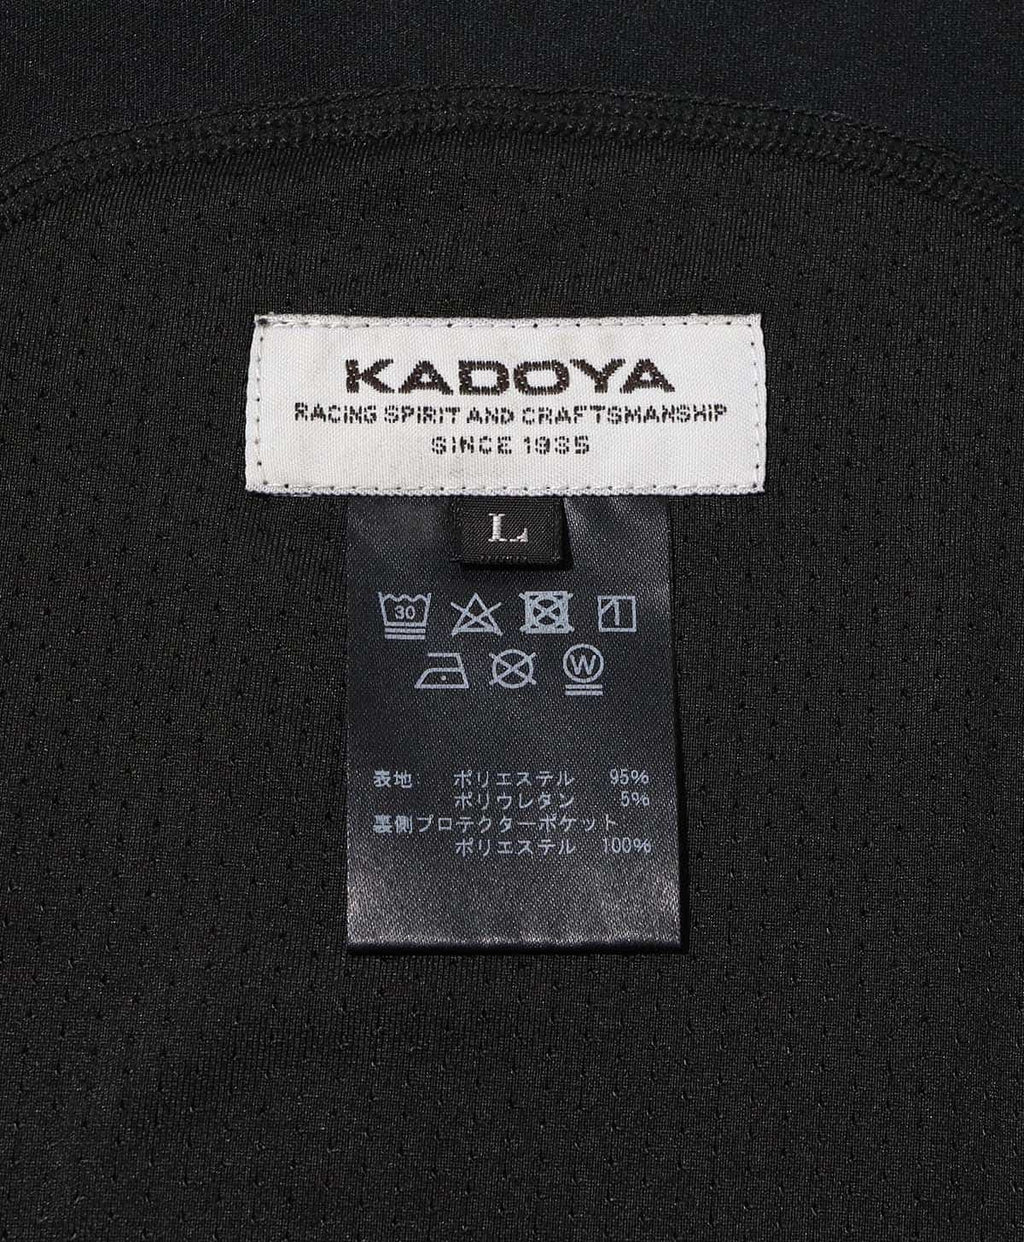 KADOYA
RACING SPIRIT AND CRAFTSMANSHIP
SINCE 1935
L
30
W
表地 ポリエステル 95%
ポリウレタン 5%
裏側プロテクターポケット
ポリエステル 100%